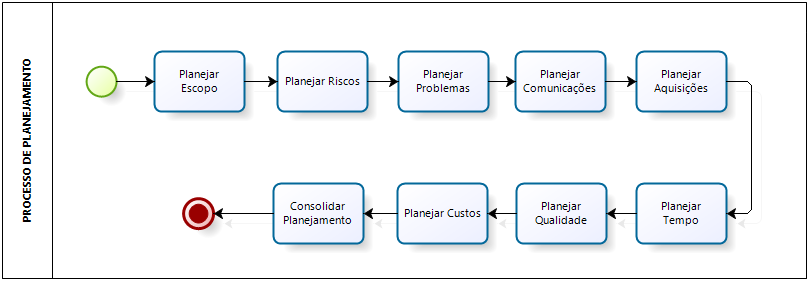 PROCESSO DE PLANEJAMENTO
Planejar
Escopo
Planejar Riscos
Planejar
Problemas
Planejar
Comunicações
Planejar
Aquisições
Consolidar
Planejamento
Planejar Custos
Planejar
Qualidade
Planejar
Tempo